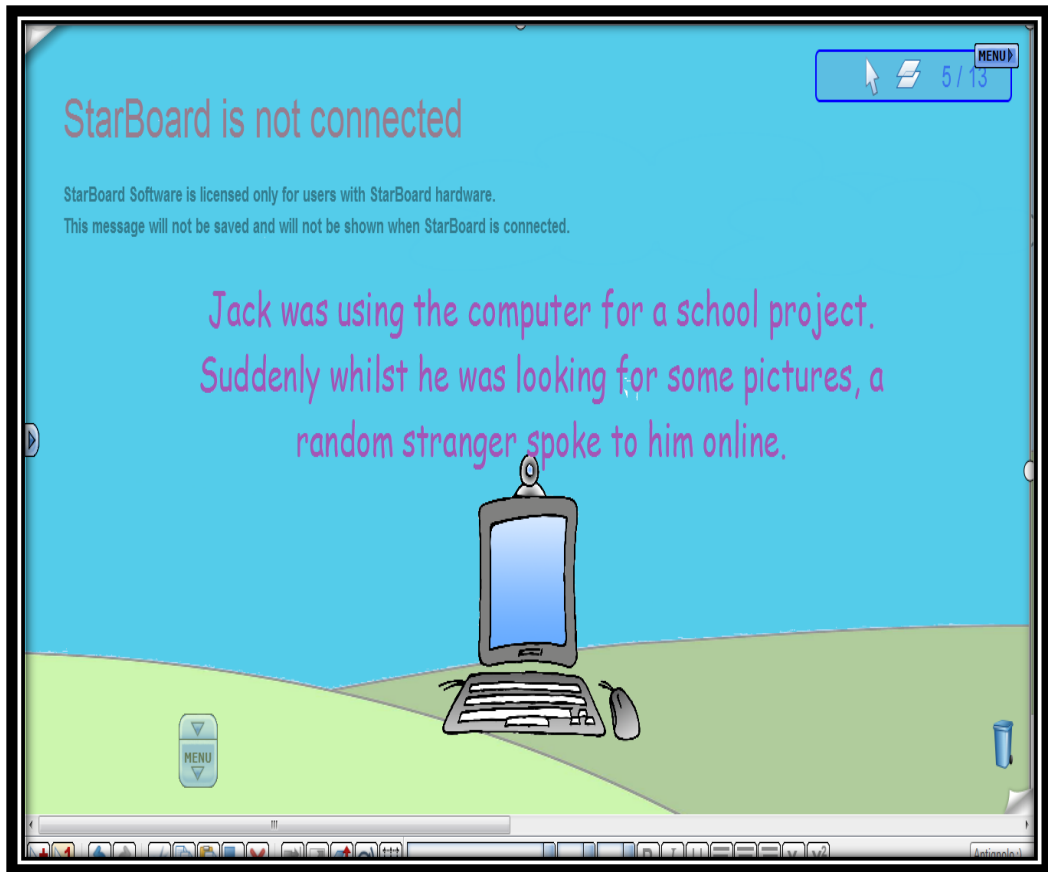 MENU
5 / 13
StarBoard is not connected
StarBoard Software is licensed only for users with StarBoard hardware.
This message will not be saved and will not be shown when StarBoard is connected.
Jack was using the computer for a school project.
Suddenly whilst he was looking for some pictures, a
random stranger spoke to him online.
MENU